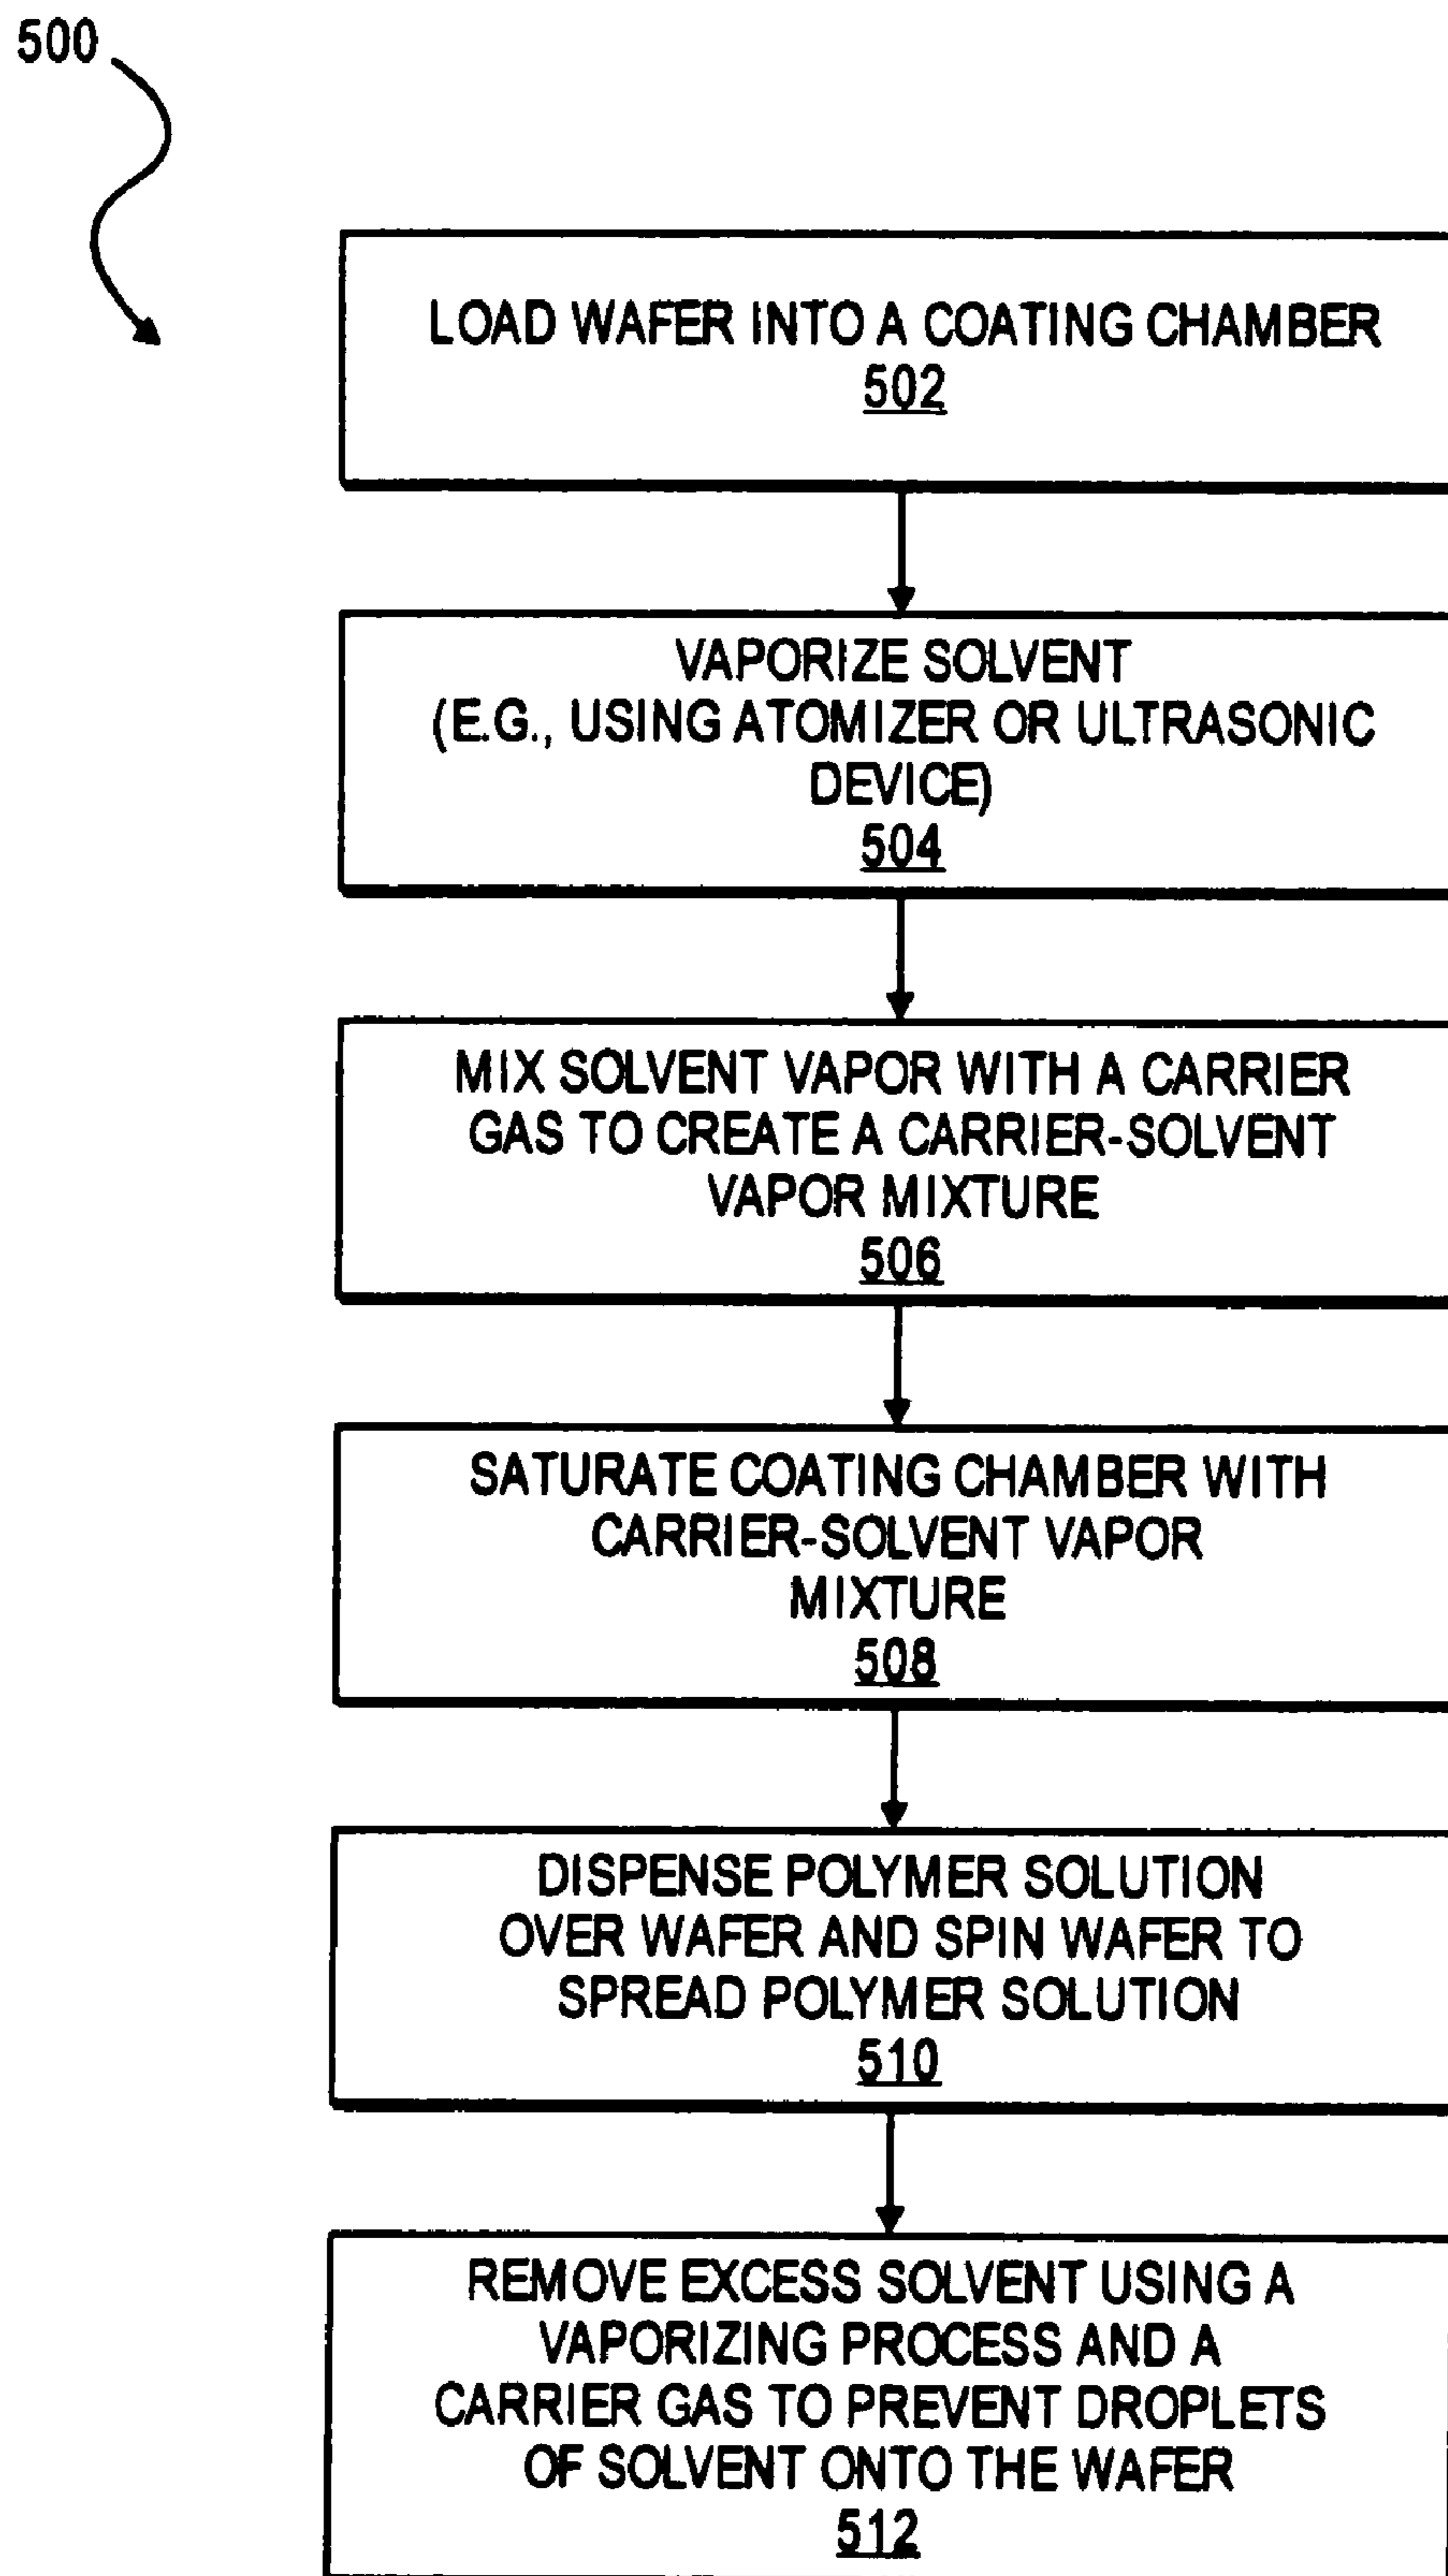 500
LOAD WAFER INTO A COATING CHAMBER
502
VAPORIZE SOLVENT
(E.G., USING ATOMIZER OR ULTRASONIC
DEVICE)
504
MIX SOLVENT VAPOR WITH A CARRIER
GAS TO CREATE A CARRIER-SOLVENT
VAPOR MIXTURE
506
SATURATE COATING CHAMBER WITH
CARRIER-SOLVENT VAPOR
MIXTURE
508
DISPENSE POLYMER SOLUTION
OVER WAFER AND SPIN WAFER TO
SPREAD POLYMER SOLUTION
510
REMOVE EXCESS SOLVENT USING A
VAPORIZING PROCESS AND A
CARRIER GAS TO PREVENT DROPLETS
OF SOLVENT ONTO THE WAFER
512